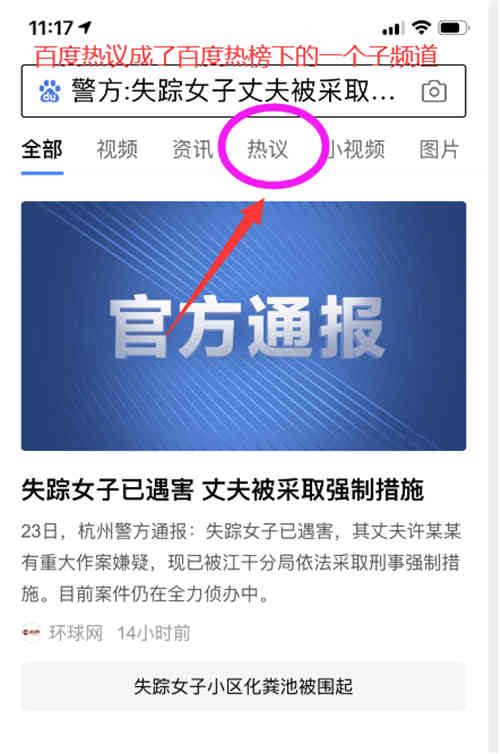 11:17
百度热议成了百度热榜下的一个子频道
du 警方:失踪女子丈夫被采取...
全部 视频 资讯 热议 小视频 图片
官方通报
失踪女子已遇害 丈夫被采取强制措施
23日，杭州警方通报：失踪女子已遇害，其丈夫许某某
有重大作案嫌疑，现已被江干分局依法采取刑事强制措
施。目前案件仍在全力侦办中。
环球网 14小时前
失踪女子小区化粪池被围起